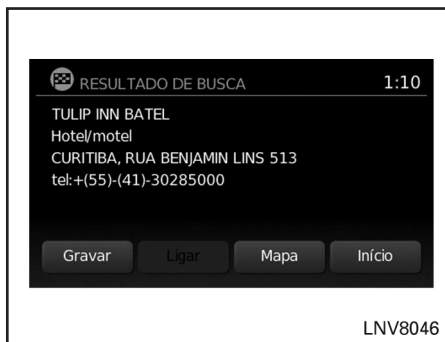 RESULTADO DE BUSCA 1:10
TULIP INN BATEL
Hotel/motel
CURITIBA, RUA BENJAMIN LINS 513
tel:+(55)-(41)-30285000
Gravar Ligar Mapa Início
LNV8046